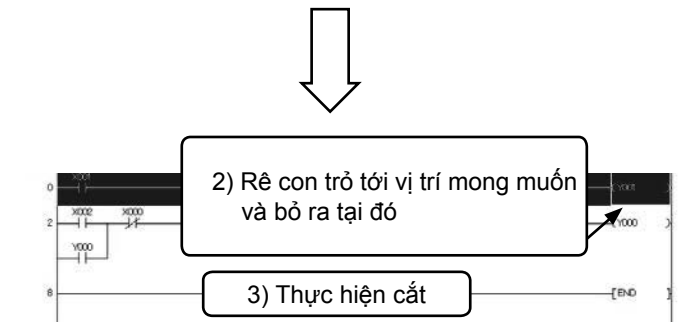 X001
2) Rê con trỏ tới vị trí mong muốn
và bỏ ra tại đó
0
Y001
X002 X000
2
Y000
Y000
3) Thực hiện cắt
8
END